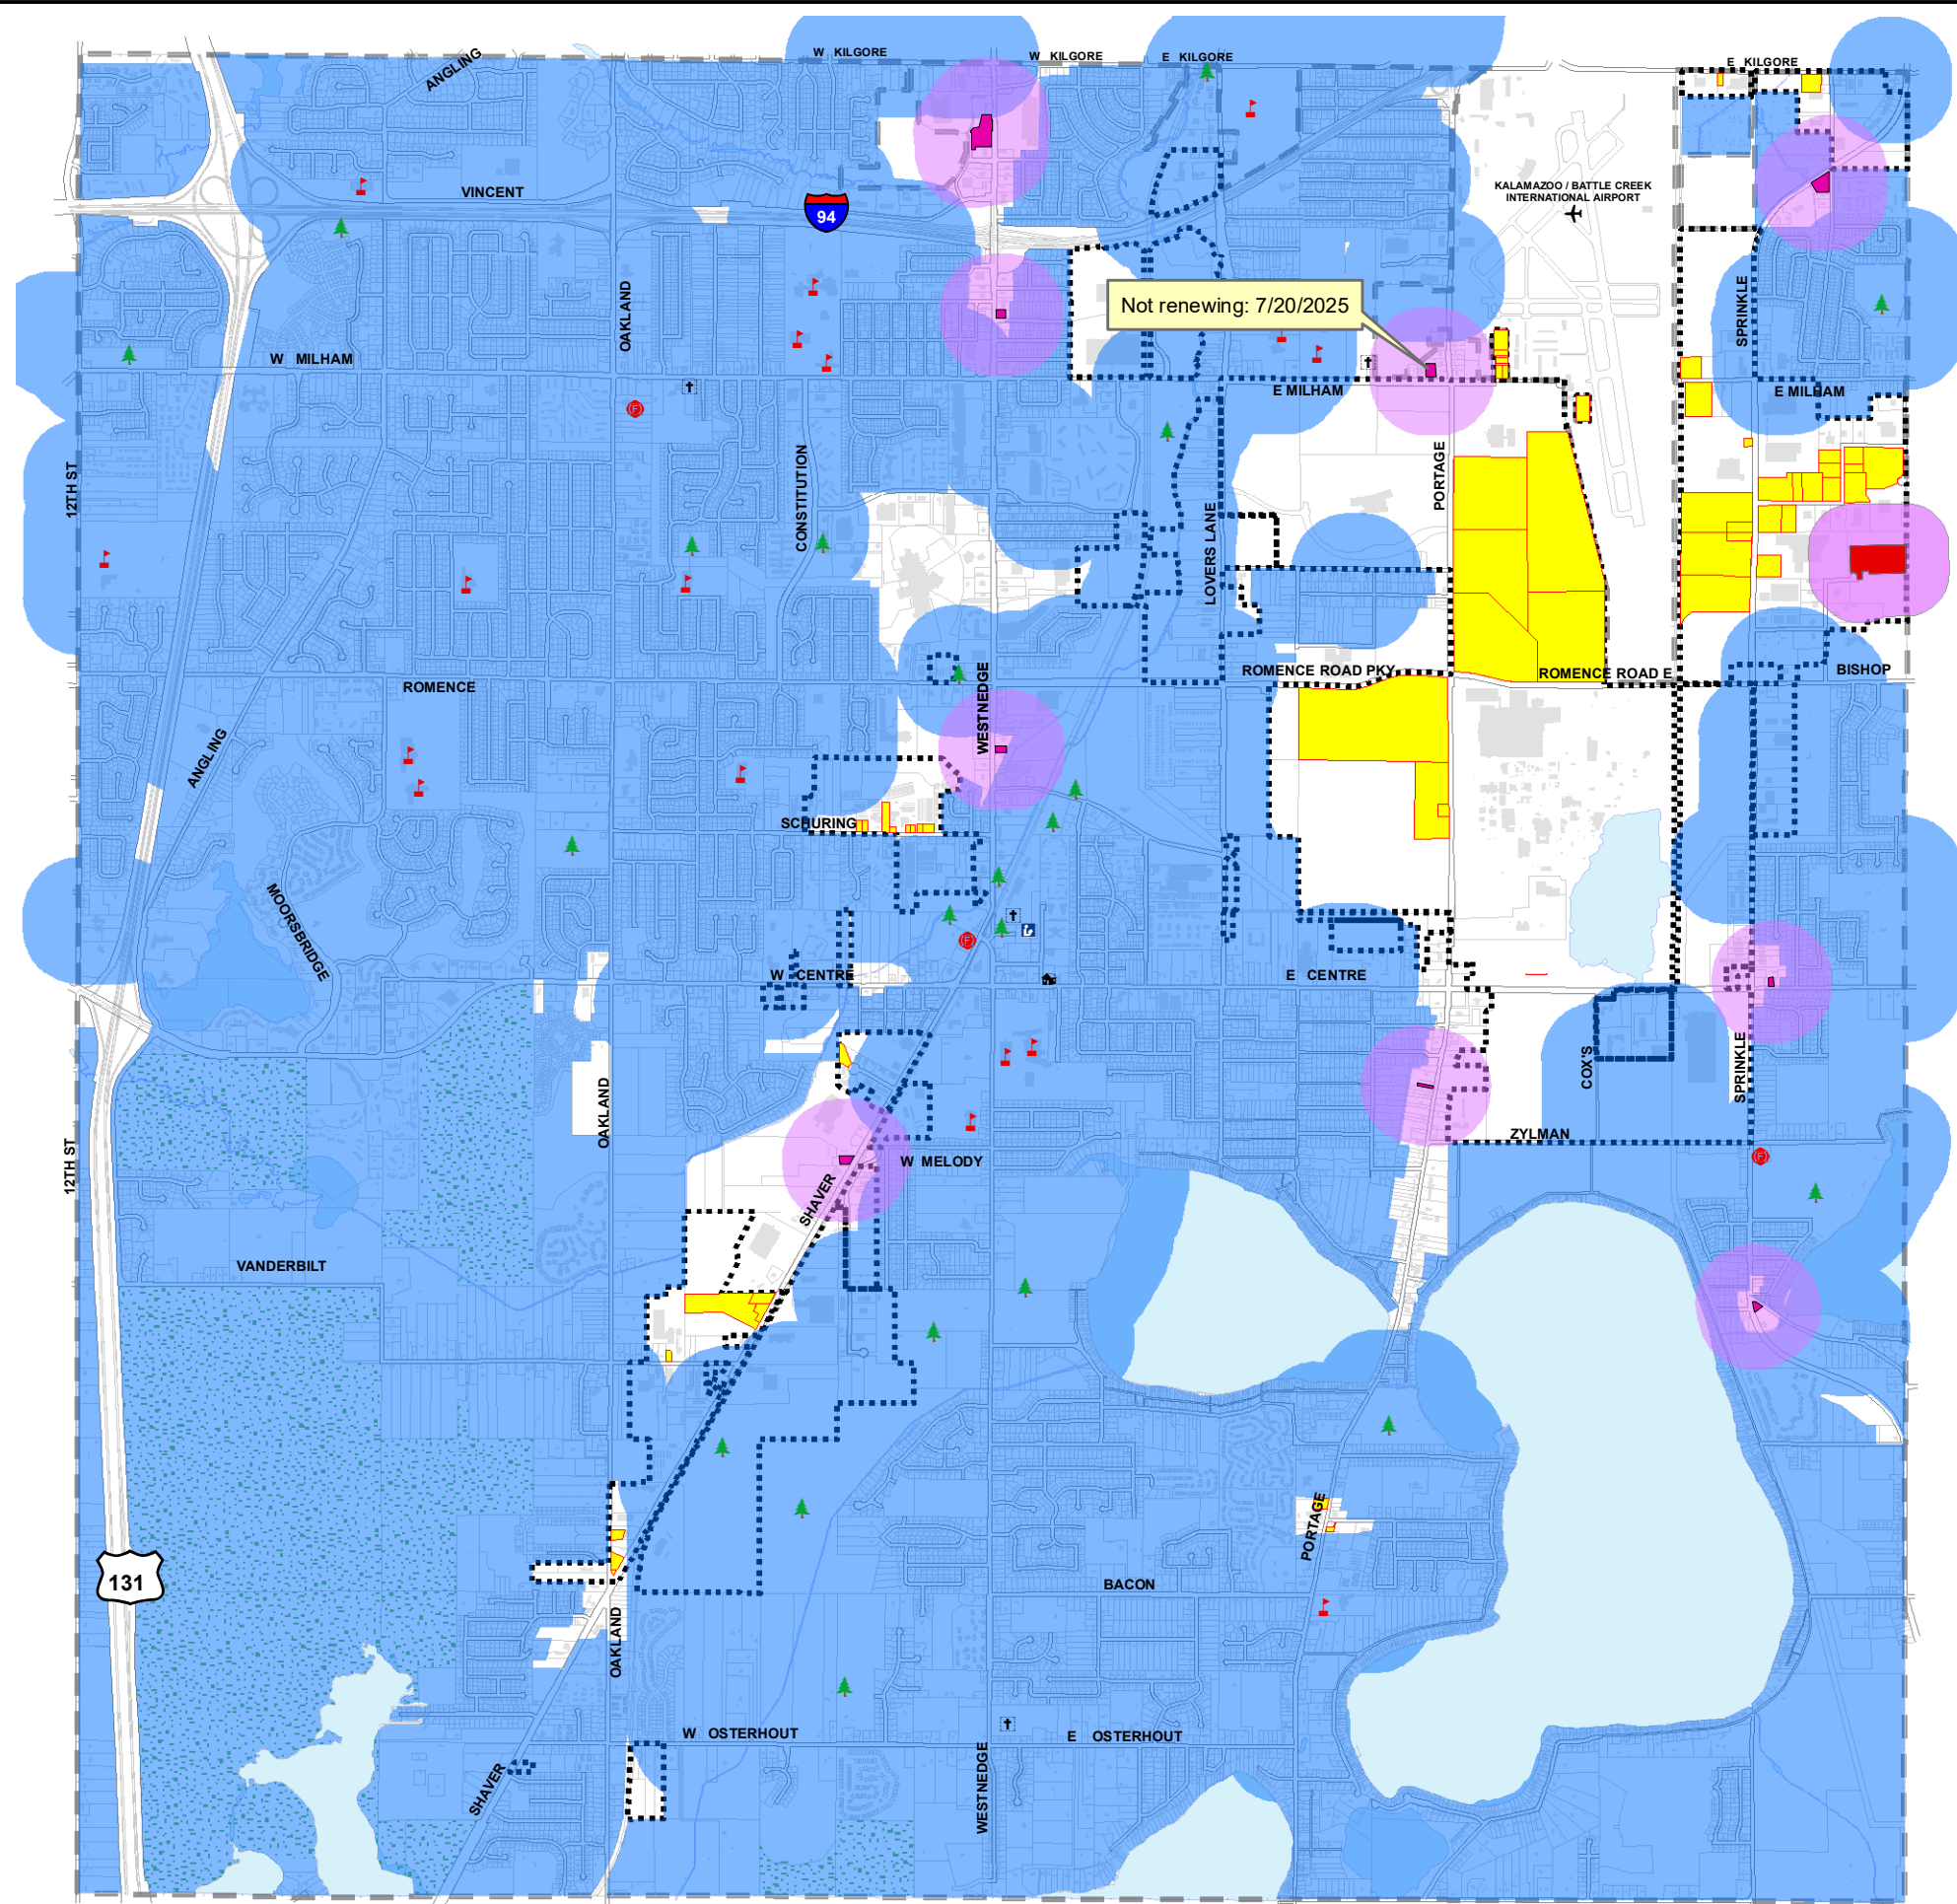 W KILGORE
W KILGORE
E KILGORE
E KILGORE
ANGLING
VINCENT
94
KALAMAZOO / BATTLE CREEK
INTERNATIONAL AIRPORT
Not renewing: 7/20/2025
OAKLAND
SPRINKLE
W MILHAM
E MILHAM
E MILHAM
12TH ST
CONSTITUTION
PORTAGE
LOVERS LANE
ROMENCE
WESTNEDGE
ROMENCE ROAD PKY
ROMENCE ROAD E
BISHOP
ANGLING
SCHURING
MOORSBRIDGE
W CENTRE
E CENTRE
OAKLAND
COX'S
SPRINKLE
12TH ST
W MELODY
ZYLMAN
SHAVER
VANDERBILT
PORTAGE
131
BACON
OAKLAND
W OSTERHOUT
E OSTERHOUT
SHAVER
WESTNEDGE